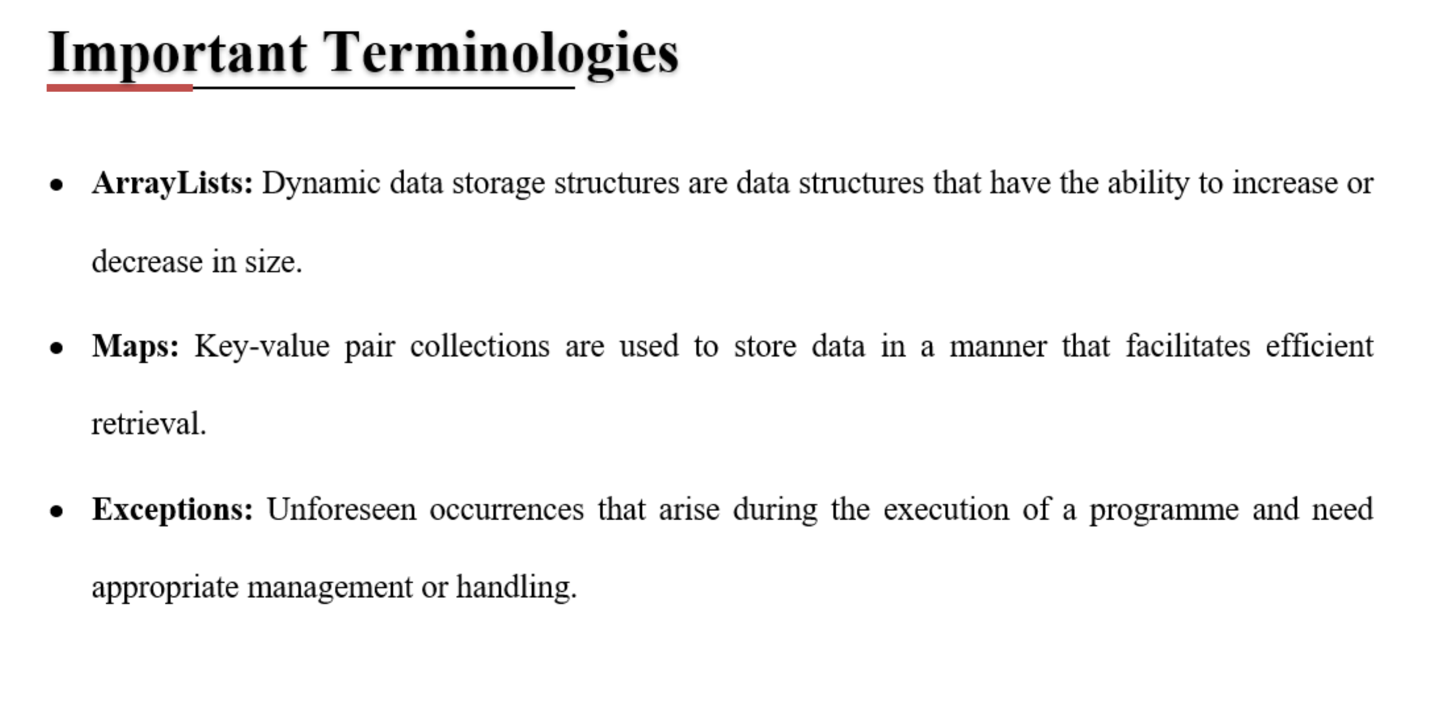 Important Terminologies
• ArrayLists: Dynamic data storage structures are data structures that have the ability to increase or
decrease in size.
• Maps: Key-value pair collections are used to store data in a manner that facilitates efficient
retrieval.
• Exceptions: Unforeseen occurrences that arise during the execution of a programme and need
appropriate management or handling.